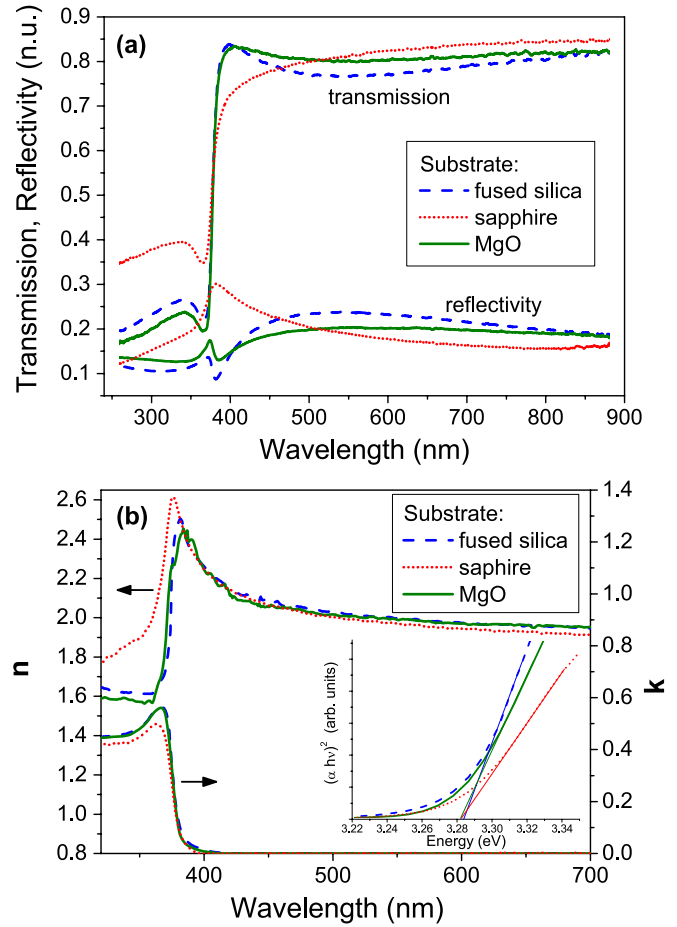 (a)
Transmission, Reflectivity (n.u.)
0.9
0.8
0.7
0.6
0.5
0.4
0.3
0.2
0.1
transmission
Substrate:
fused silica
sapphire
MgO
reflectivity
300 400 500 600 700 800 900
Wavelength (nm)
(b)
n
2.6
2.4
2.2
2.0
1.8
1.6
1.4
1.2
1.0
0.8
Substrate:
fused silica
saphire
MgO
1.4
1.2
1.0
0.8
0.6
0.4
0.2
0.0
k
(α hν)² (arb. units)
3.22 3.24 3.26 3.28 3.30 3.32 3.34
Energy (eV)
400 500 600 700
Wavelength (nm)